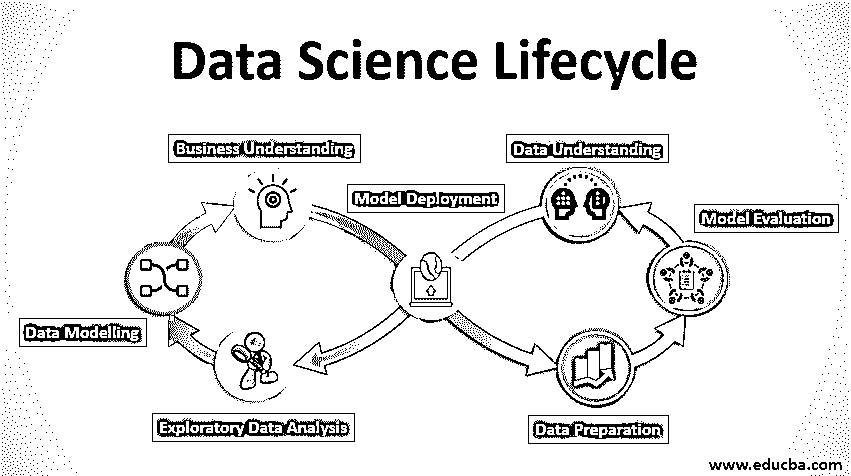 Data Science Lifecycle
Business Understanding
Data Understanding
Model Deployment
Model Evaluation
Data Modelling
Exploratory Data Analysis
Data Preparation
www.educba.com